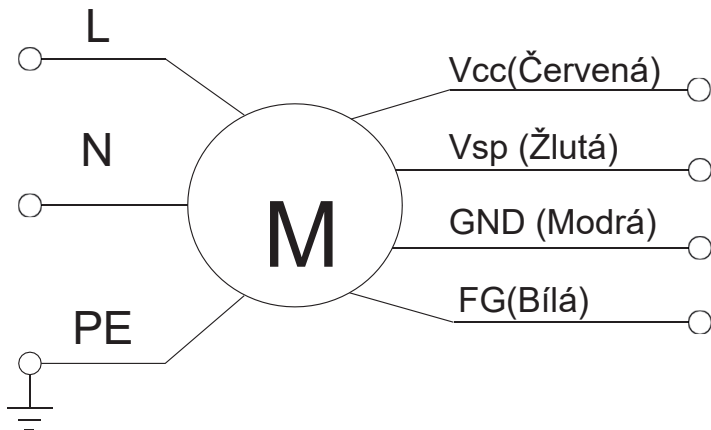 L
N
PE
M
Vcc(Červená)
Vsp (Žlutá)
GND (Modrá)
FG(Bílá)